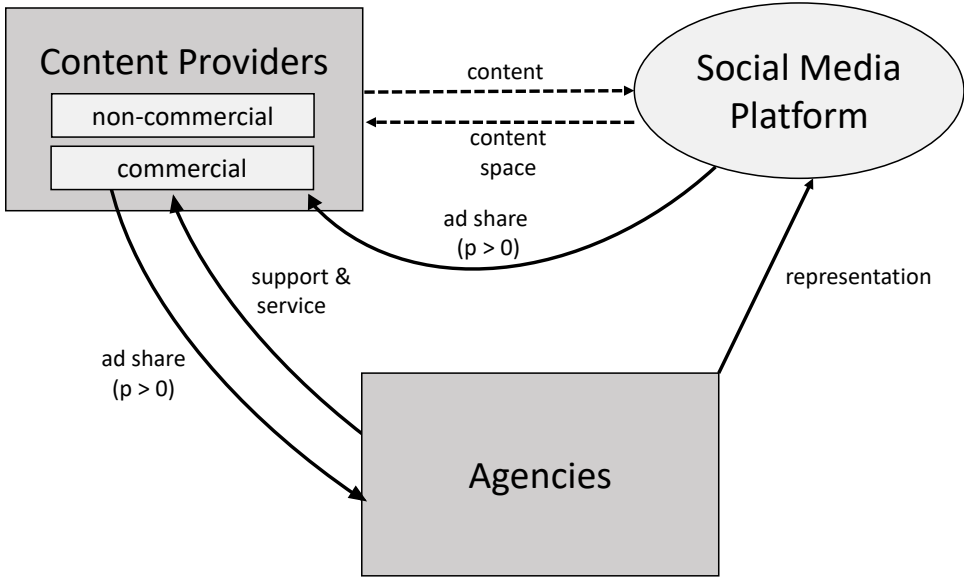 Content Providers
non-commercial
commercial
content
content
space
Social Media
Platform
ad share
(p > 0)
support &
service
representation
ad share
(p > 0)
Agencies